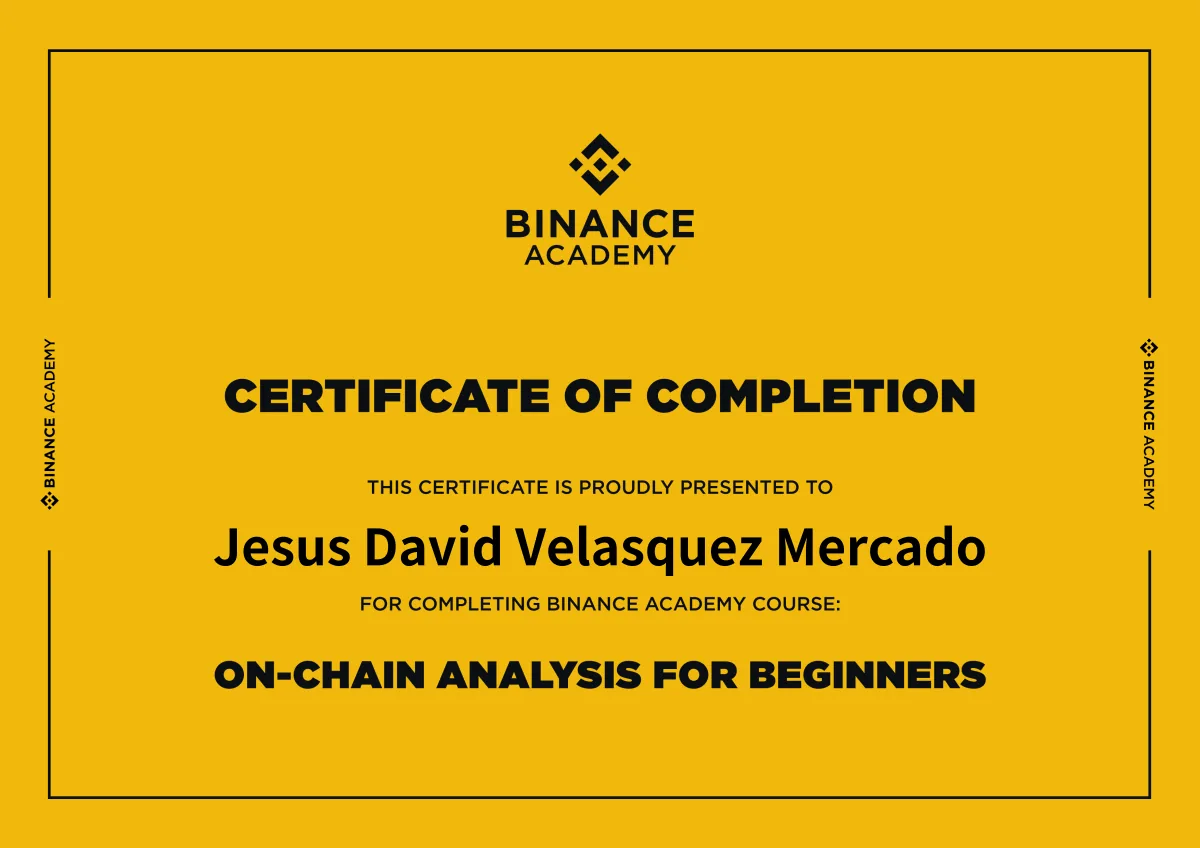 BINANCE
ACADEMY
BINANCE ACADEMY
BINANCE ACADEMY
CERTIFICATE OF COMPLETION
THIS CERTIFICATE IS PROUDLY PRESENTED TO
Jesus David Velasquez Mercado
FOR COMPLETING BINANCE ACADEMY COURSE:
ON-CHAIN ANALYSIS FOR BEGINNERS